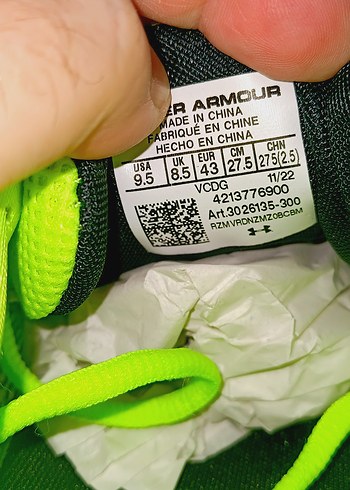 ER ARMOUR
MADE IN CHINA
FABRIQUÉ EN CHINE
HECHO EN CHINA
USA UK EUR CM CHN
9.5 8.5 43 27.5 275(2.5)
VCDG 11/22
4213776900
Art.3026135-300
RZMVRDNZMZ0BCBM